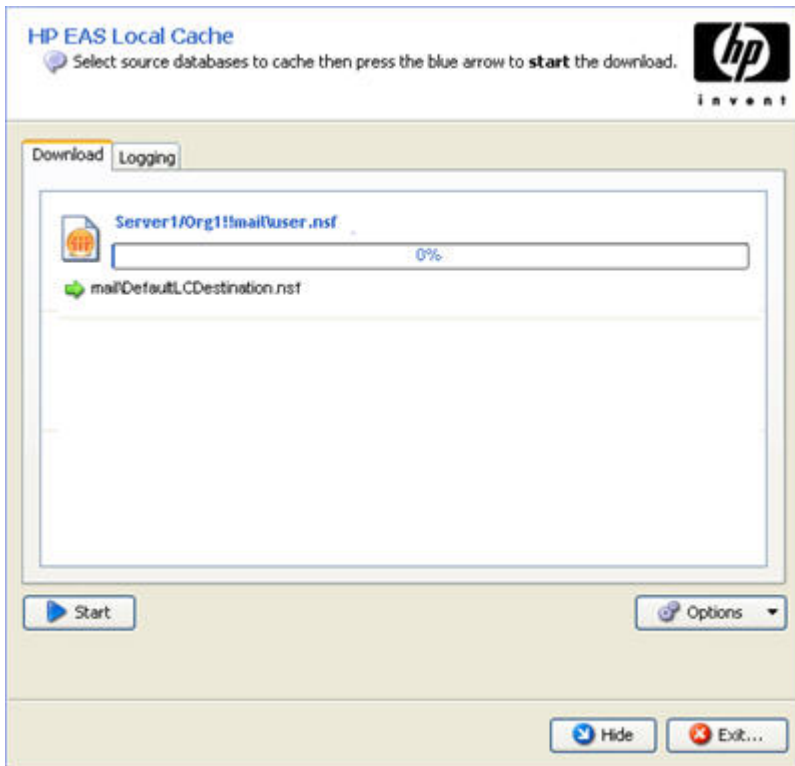 HP EAS Local Cache
Select source databases to cache then press the blue arrow to start the download.
hp
invent
Download
Logging
Server1/Org1!!mail\user.nsf
0%
mail\DefaultLCDestination.nsf
Start
Options
Hide
Exit...